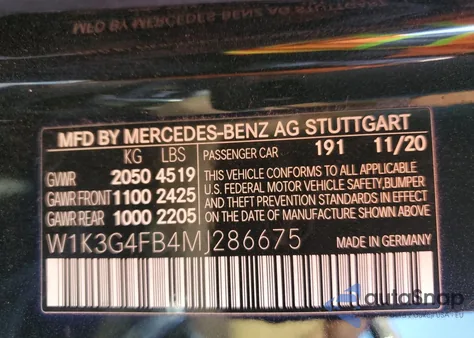 MFD BY MERCEDES-BENZ AG STUTTGART
KG LBS PASSENGER CAR 191 11/20
GVWR 2050 4519 THIS VEHICLE CONFORMS TO ALL APPLICABLE
GAWR FRONT 1100 2425 U.S. FEDERAL MOTOR VEHICLE SAFETY, BUMPER
GAWR REAR 1000 2205 AND THEFT PREVENTION STANDARDS IN EFFECT
ON THE DATE OF MANUFACTURE SHOWN ABOVE.
W1K3G4FB4MJ286675 MADE IN GERMANY
autoSnap